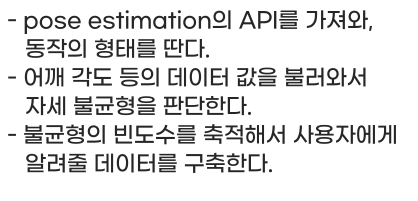 - pose estimation의 API를 가져와,
동작의 형태를 딴다.
- 어깨 각도 등의 데이터 값을 불러와서
자세 불균형을 판단한다.
- 불균형의 빈도수를 축적해서 사용자에게
알려줄 데이터를 구축한다.